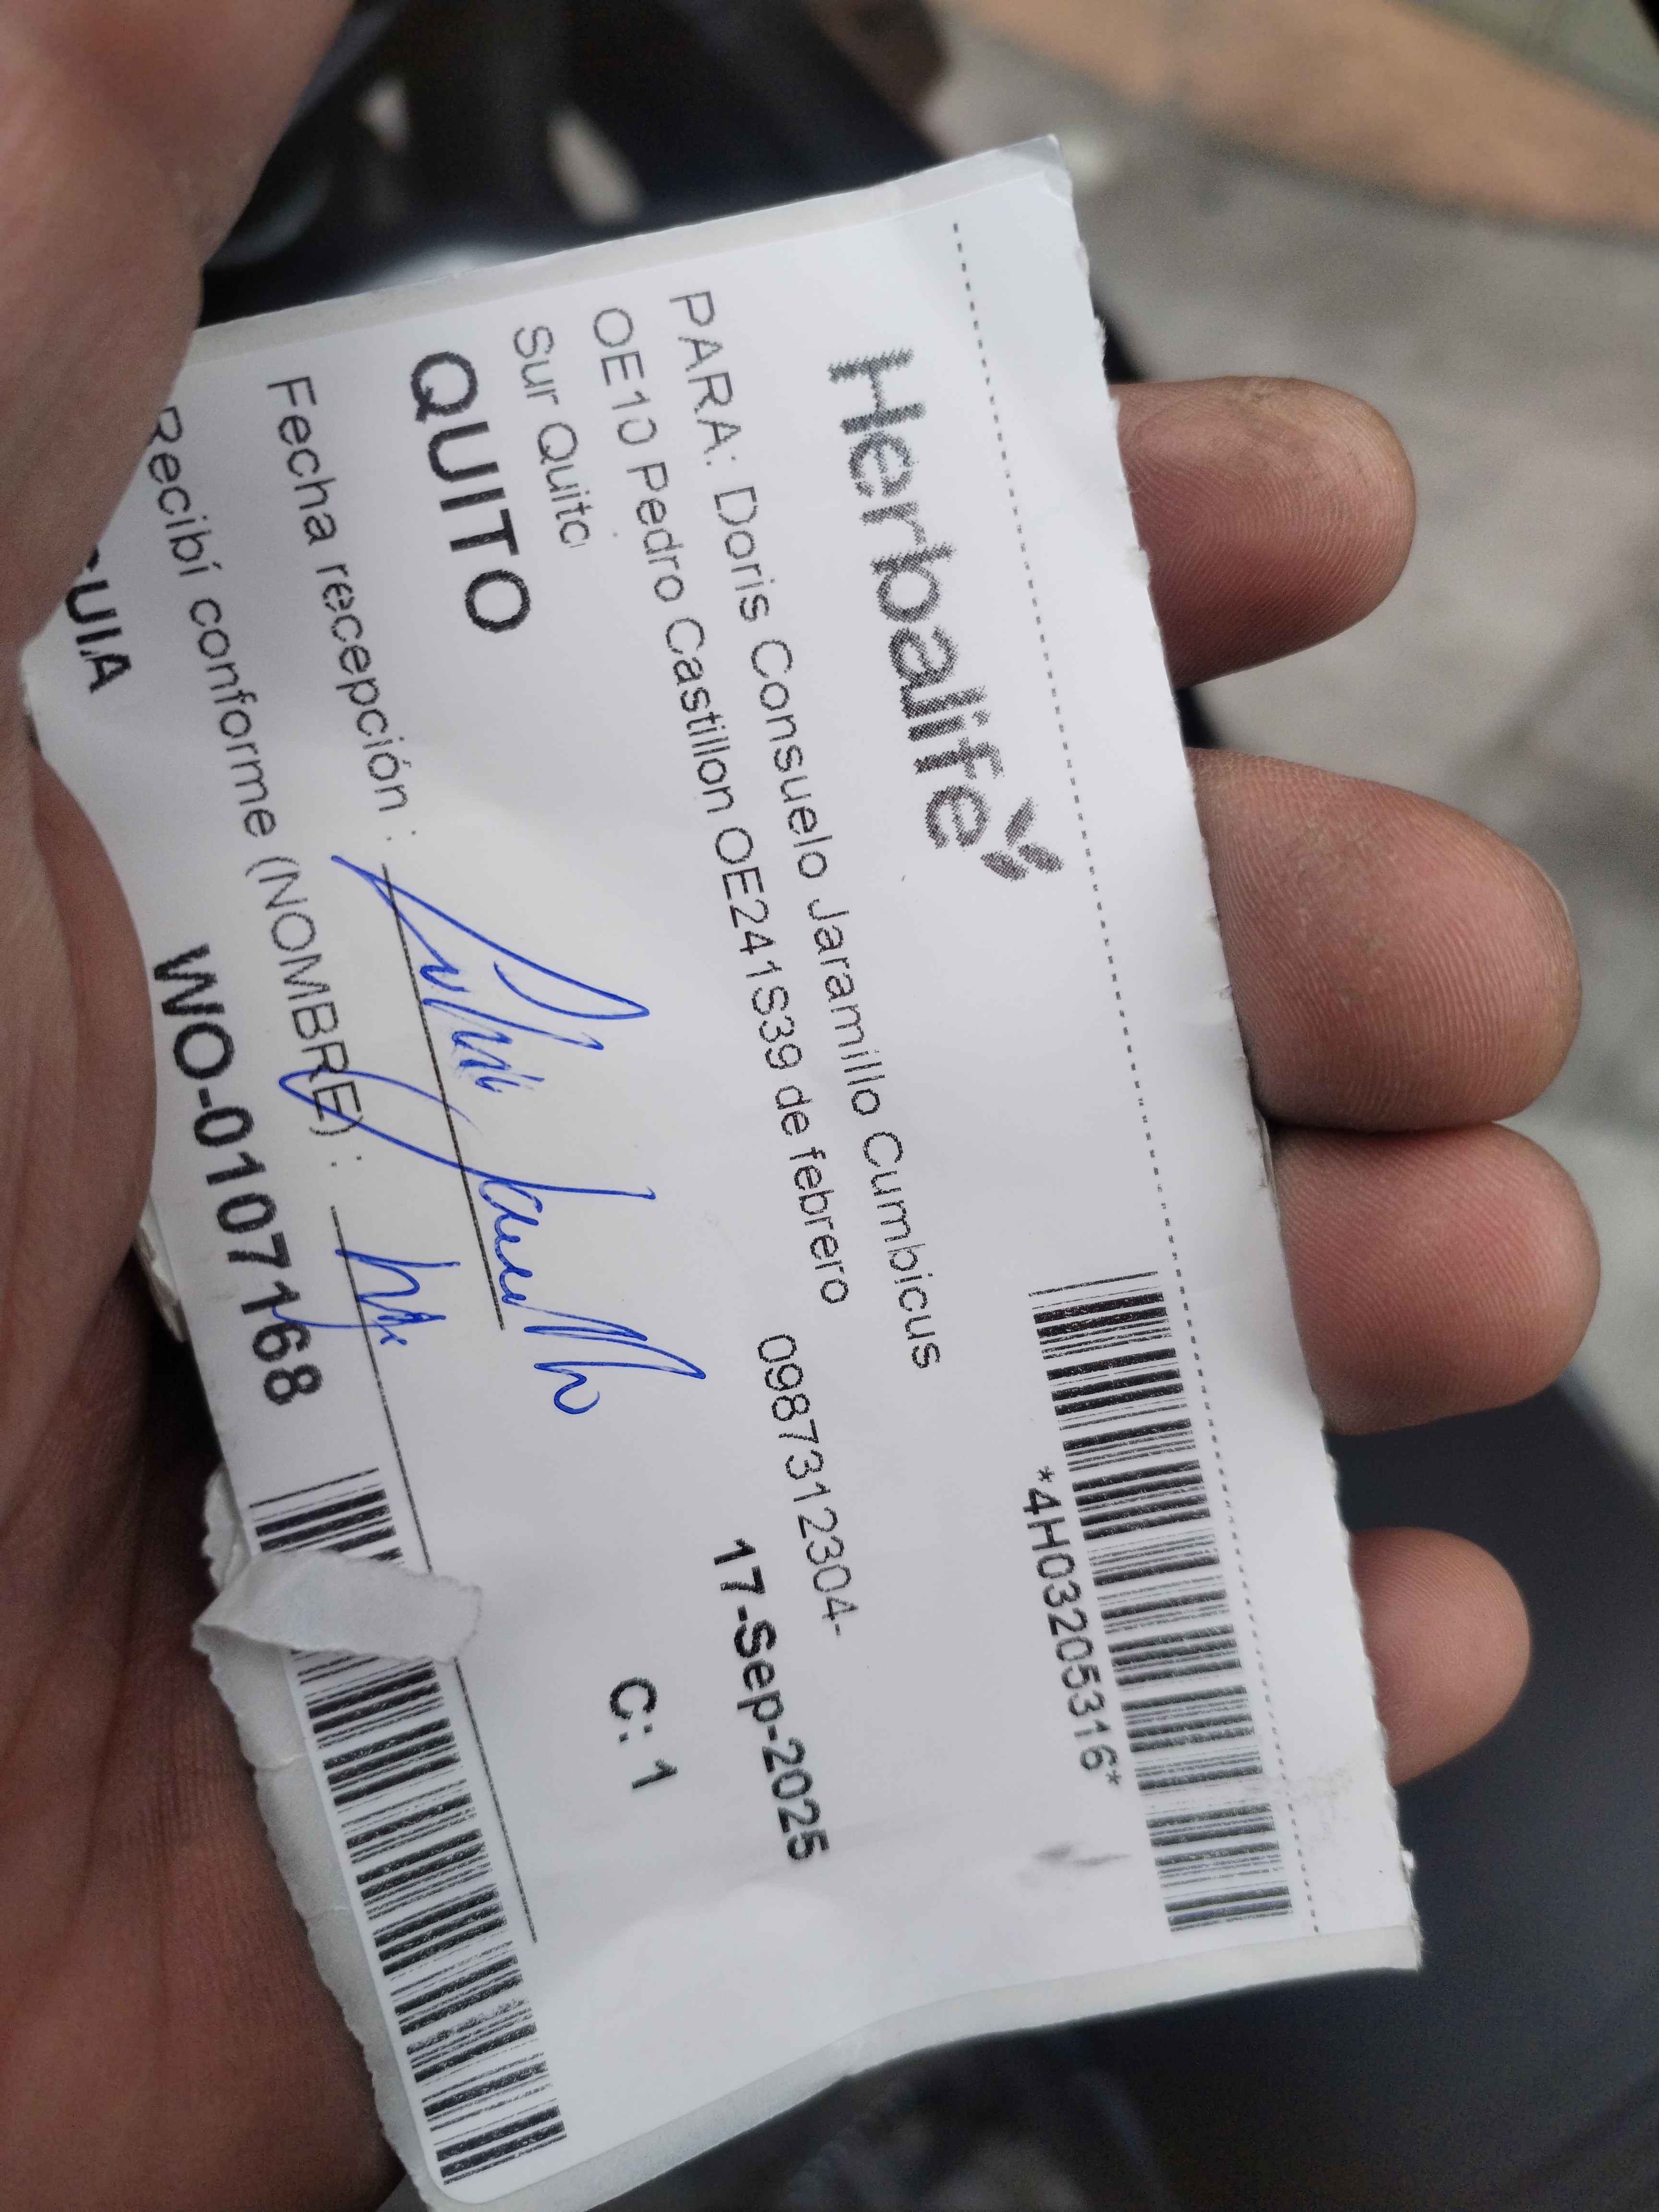 *4H03205316*
Herbalife
PARA: Doris Consuelo Jaramillo Cumbicus
OE10 Pedro Castillon OE241S39 de febrero 0987312304-
Sur Quito 17-Sep-2025
QUITO C: 1
Fecha recepción :
Recibí conforme (NOMBRE) :
GUIA WO-0107168